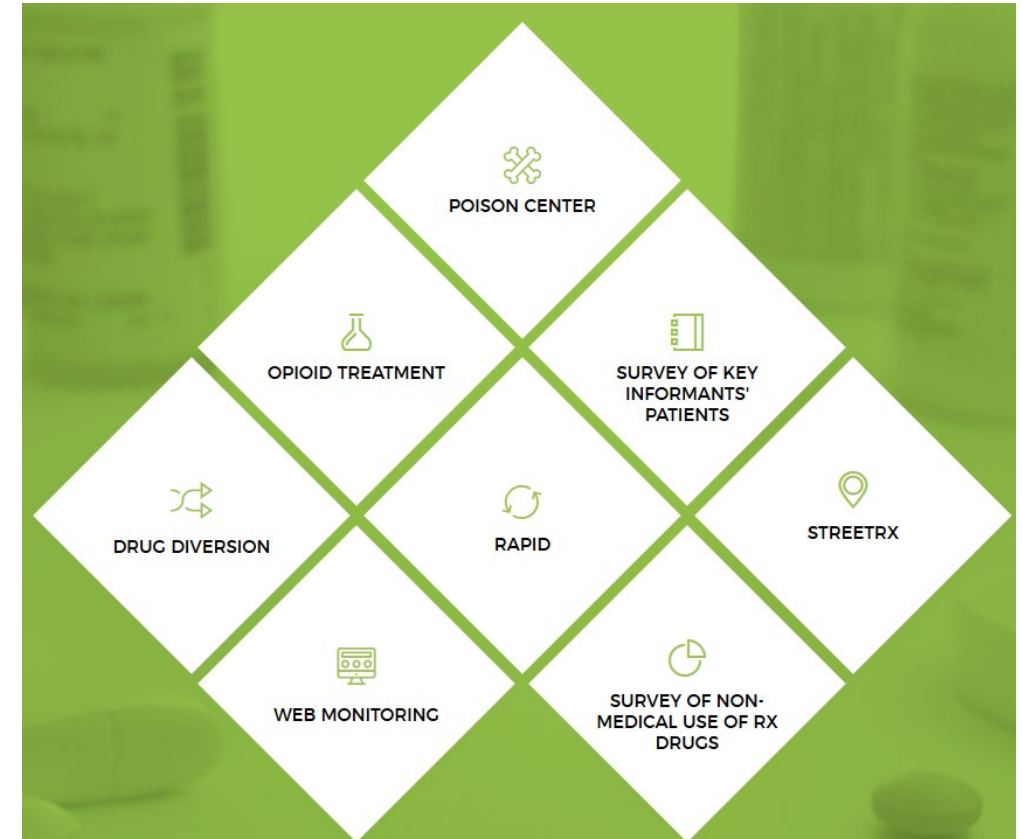 POISON CENTER
OPIOID TREATMENT
SURVEY OF KEY
INFORMANTS'
PATIENTS
DRUG DIVERSION
RAPID
STREETRX
WEB MONITORING
SURVEY OF NON-
MEDICAL USE OF RX
DRUGS